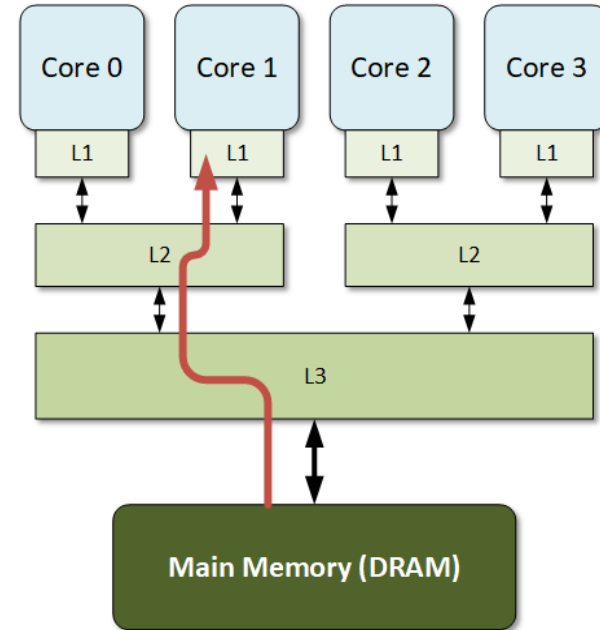 Core 0
Core 1
Core 2
Core 3
L1
L1
L1
L1
L2
L2
L3
Main Memory (DRAM)